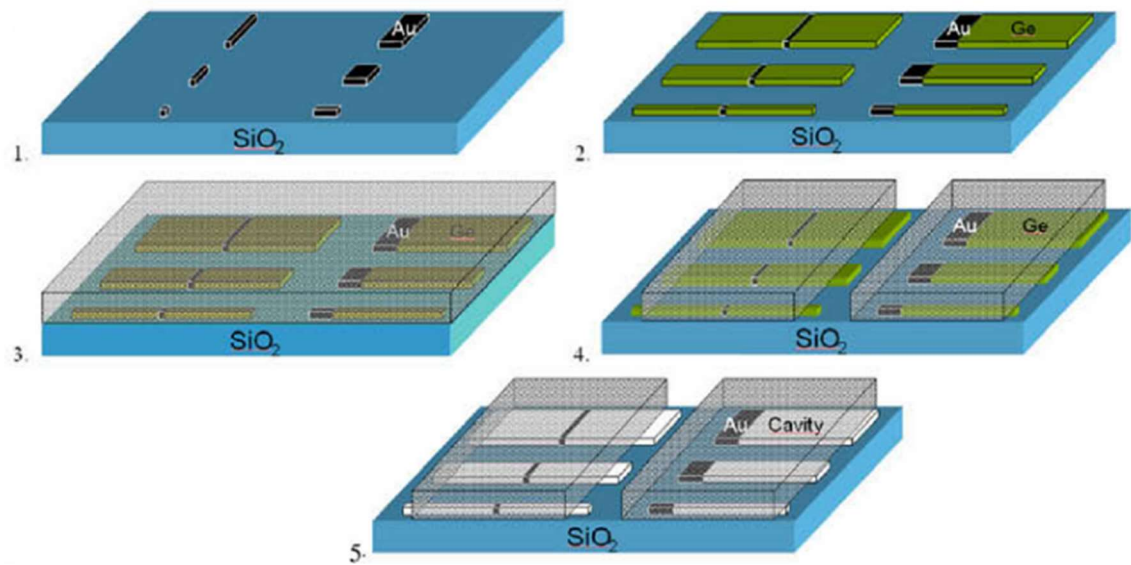 Au
SiO2
1.
Au Ge
SiO2
2.
Au Ge
SiO2
3.
Au Ge
SiO2
4.
Au Cavity
SiO2
5.